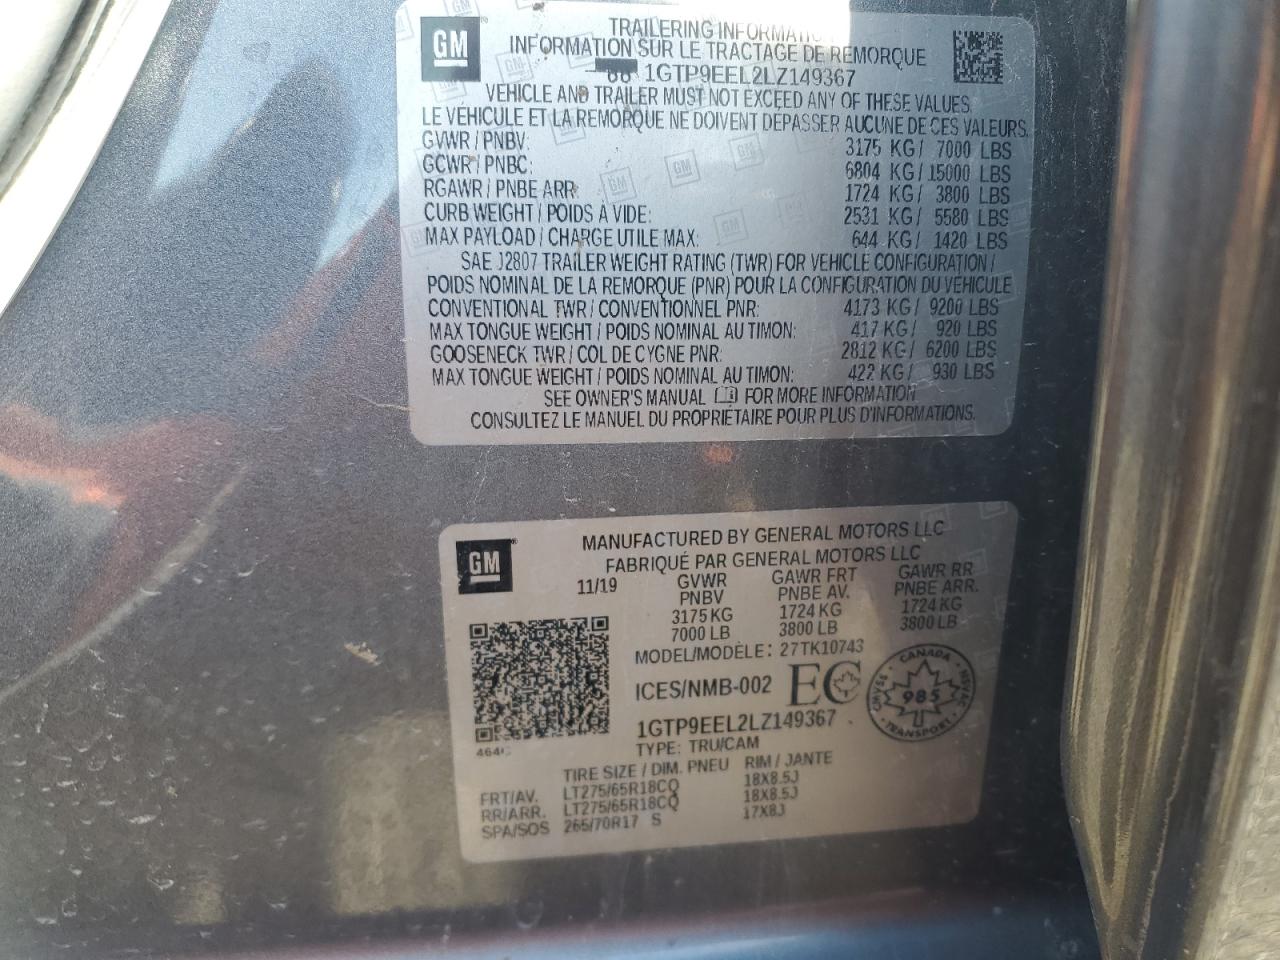 GM
TRAILERING INFORMATION
INFORMATION SUR LE TRACTAGE DE REMORQUE
1GTP9EEL2LZ149367
VEHICLE AND TRAILER MUST NOT EXCEED ANY OF THESE VALUES.
LE VÉHICULE ET LA REMORQUE NE DOIVENT DÉPASSER AUCUNE DE CES VALEURS.
GVWR / PNBV: 3175 KG / 7000 LBS
GCWR / PNBC: 6804 KG / 15000 LBS
RGAWR / PNBE ARR: 1724 KG / 3800 LBS
CURB WEIGHT / POIDS À VIDE: 2531 KG / 5580 LBS
MAX PAYLOAD / CHARGE UTILE MAX: 644 KG / 1420 LBS
SAE J2807 TRAILER WEIGHT RATING (TWR) FOR VEHICLE CONFIGURATION /
POIDS NOMINAL DE LA REMORQUE (PNR) POUR LA CONFIGURATION DU VÉHICULE
CONVENTIONAL TWR / CONVENTIONNEL PNR: 4173 KG / 9200 LBS
MAX TONGUE WEIGHT / POIDS NOMINAL AU TIMON: 417 KG / 920 LBS
GOOSENECK TWR / COL DE CYGNE PNR: 2812 KG / 6200 LBS
MAX TONGUE WEIGHT / POIDS NOMINAL AU TIMON: 422 KG / 930 LBS
SEE OWNER'S MANUAL FOR MORE INFORMATION
CONSULTEZ LE MANUEL DU PROPRIÉTAIRE POUR PLUS D'INFORMATIONS.
GM
MANUFACTURED BY GENERAL MOTORS LLC
FABRIQUÉ PAR GENERAL MOTORS LLC
11/19 GVWR GAWR FRT GAWR RR
PNBV PNBE AV. PNBE ARR.
3175 KG 1724 KG 1724 KG
7000 LB 3800 LB 3800 LB
MODEL/MODÈLE: 27TK10743
ICES/NMB-002 EC
CANADA
CMVSS 985 NSVAC
TRANSPORT
1GTP9EEL2LZ149367
TYPE: TRU/CAM
TIRE SIZE / DIM. PNEU RIM / JANTE
FRT/AV. LT275/65R18CQ 18X8.5J
RR/ARR. LT275/65R18CQ 18X8.5J
SPA/SOS 265/70R17 S 17X8J